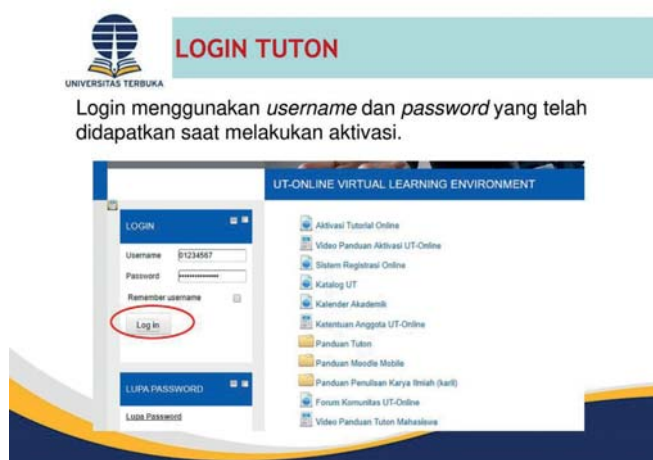 LOGIN TUTON
UNIVERSITAS TERBUKA
Login menggunakan username dan password yang telah
didapatkan saat melakukan aktivasi.
UT-ONLINE VIRTUAL LEARNING ENVIRONMENT
LOGIN
Username 01234567
Password
Remember username
Log in
LUPA PASSWORD
Lupa Password
Aktivasi Tutorial Online
Video Panduan Aktivasi UT-Online
Sistem Registrasi Online
Katalog UT
Kalender Akademik
Ketentuan Anggota UT-Online
Panduan Tuton
Panduan Moodle Mobile
Panduan Penulisan Karya Ilmiah (karil)
Forum Komunitas UT-Online
Video Panduan Tuton Mahasiswa